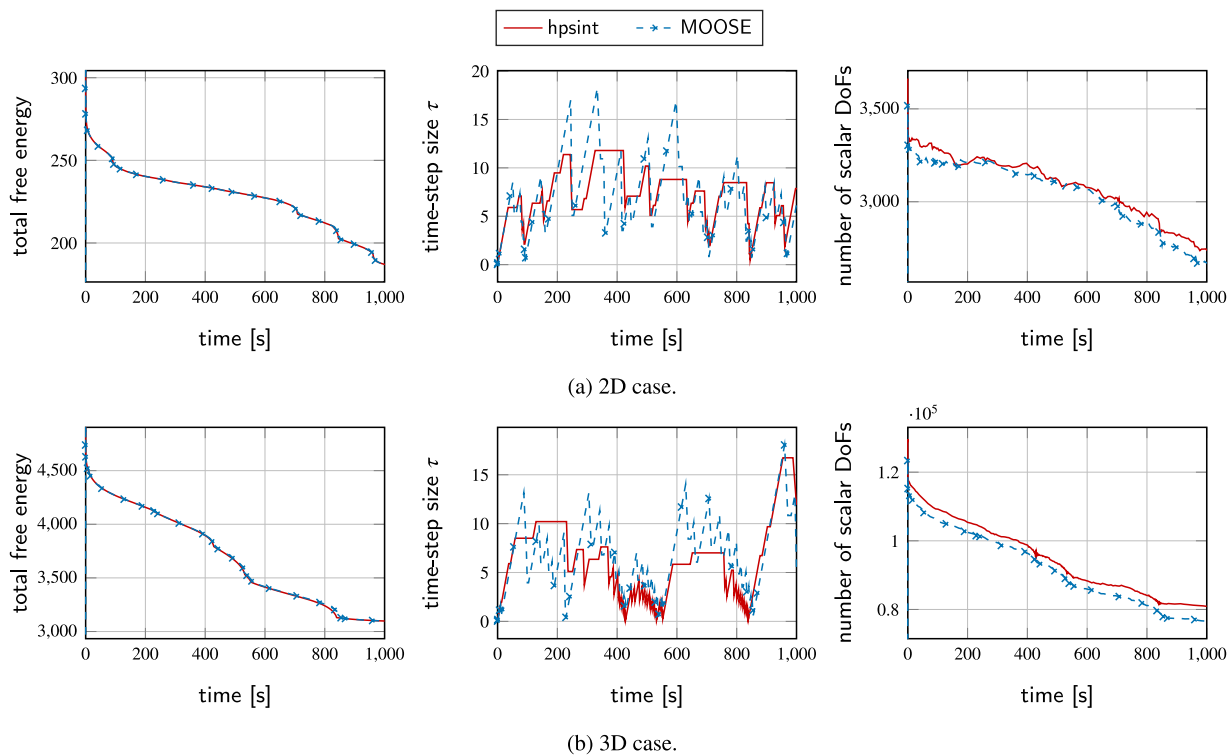 hpsint MOOSE
total free energy
300
250
200
0 200 400 600 800 1,000
time [s]
time-step size τ
20
15
10
5
0
0 200 400 600 800 1,000
time [s]
number of scalar DoFs
3,500
3,000
0 200 400 600 800 1,000
time [s]
(a) 2D case.
total free energy
4,500
4,000
3,500
3,000
0 200 400 600 800 1,000
time [s]
time-step size τ
15
10
5
0
0 200 400 600 800 1,000
time [s]
number of scalar DoFs
·10⁵
12
1
08
0 200 400 600 800 1,000
time [s]
(b) 3D case.